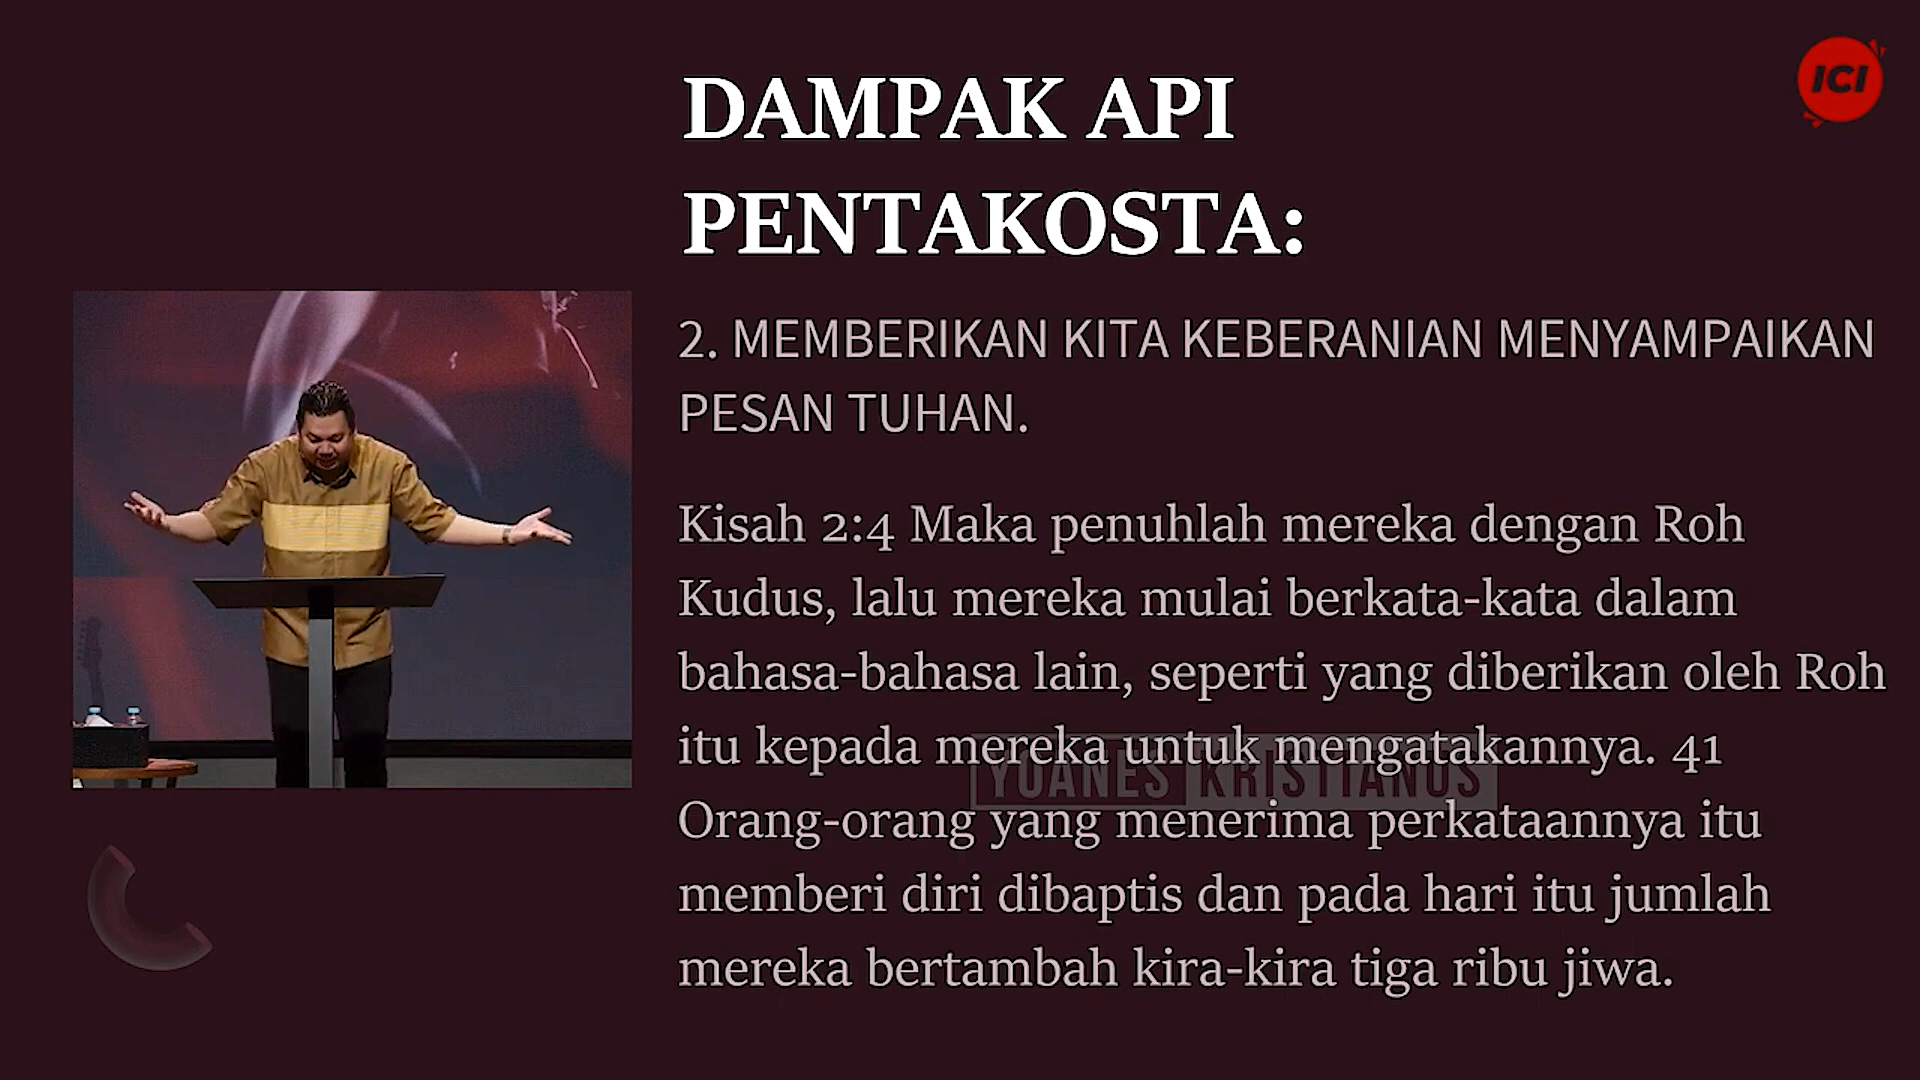 ICI
DAMPAK API
PENTAKOSTA:
2. MEMBERIKAN KITA KEBERANIAN MENYAMPAIKAN
PESAN TUHAN.
Kisah 2:4 Maka penuhlah mereka dengan Roh
Kudus, lalu mereka mulai berkata-kata dalam
bahasa-bahasa lain, seperti yang diberikan oleh Roh
itu kepada mereka untuk mengatakannya. 41
YUANES KRISTIANUS
Orang-orang yang menerima perkataannya itu
memberi diri dibaptis dan pada hari itu jumlah
mereka bertambah kira-kira tiga ribu jiwa.